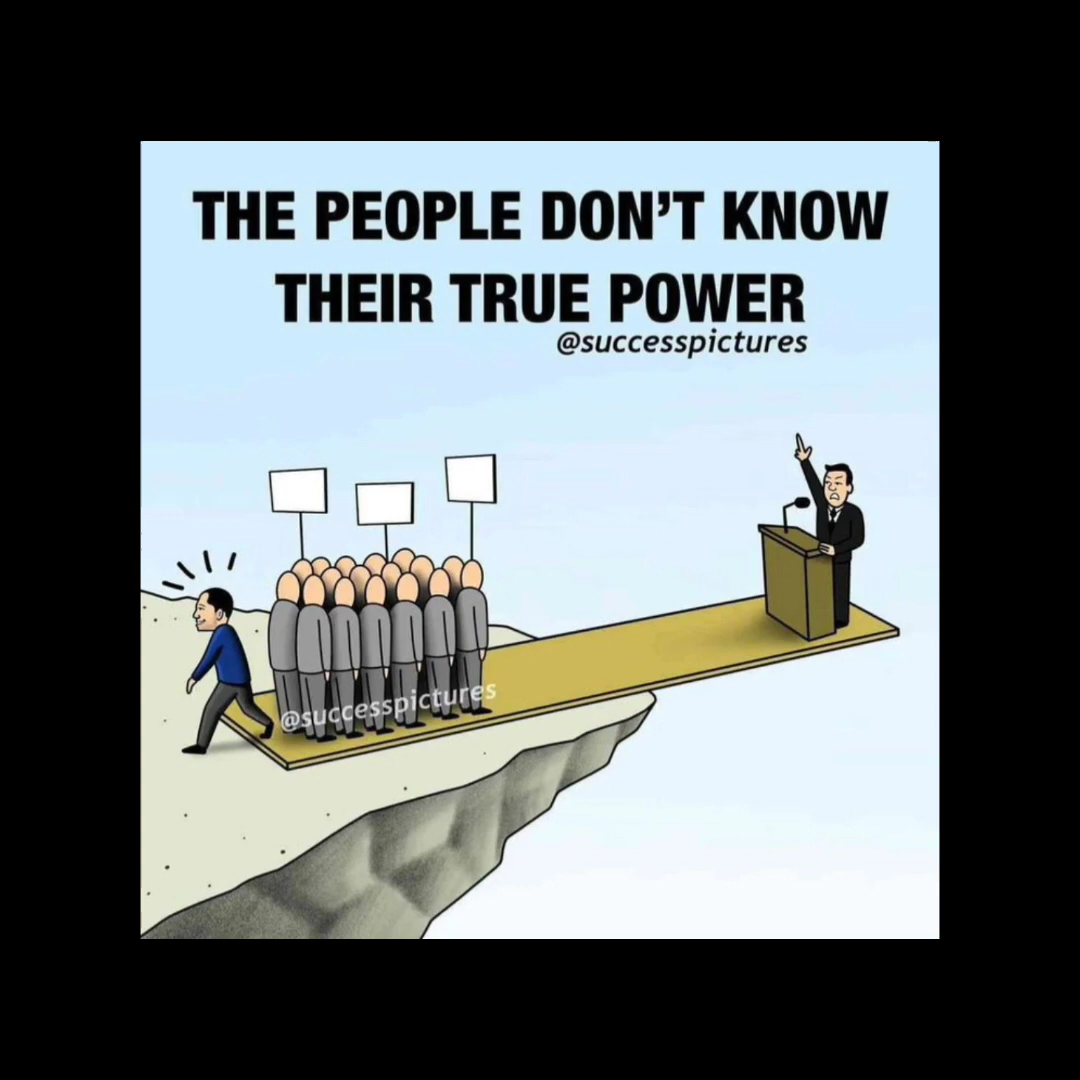 THE PEOPLE DON'T KNOW
THEIR TRUE POWER
@successpictures
@successpictures